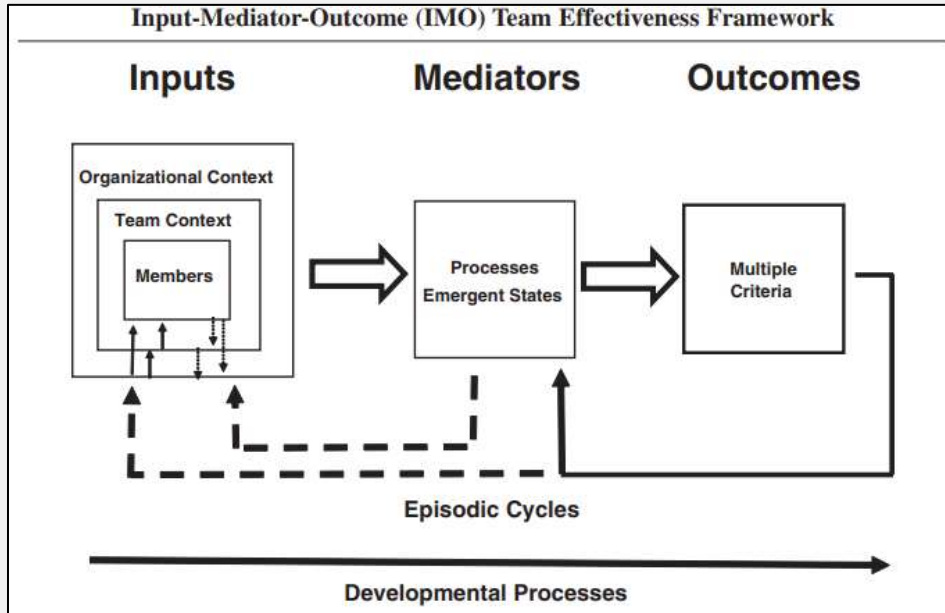 Input-Mediator-Outcome (IMO) Team Effectiveness Framework
Inputs
Mediators
Outcomes
Organizational Context
Team Context
Members
Processes
Emergent States
Multiple
Criteria
Episodic Cycles
Developmental Processes